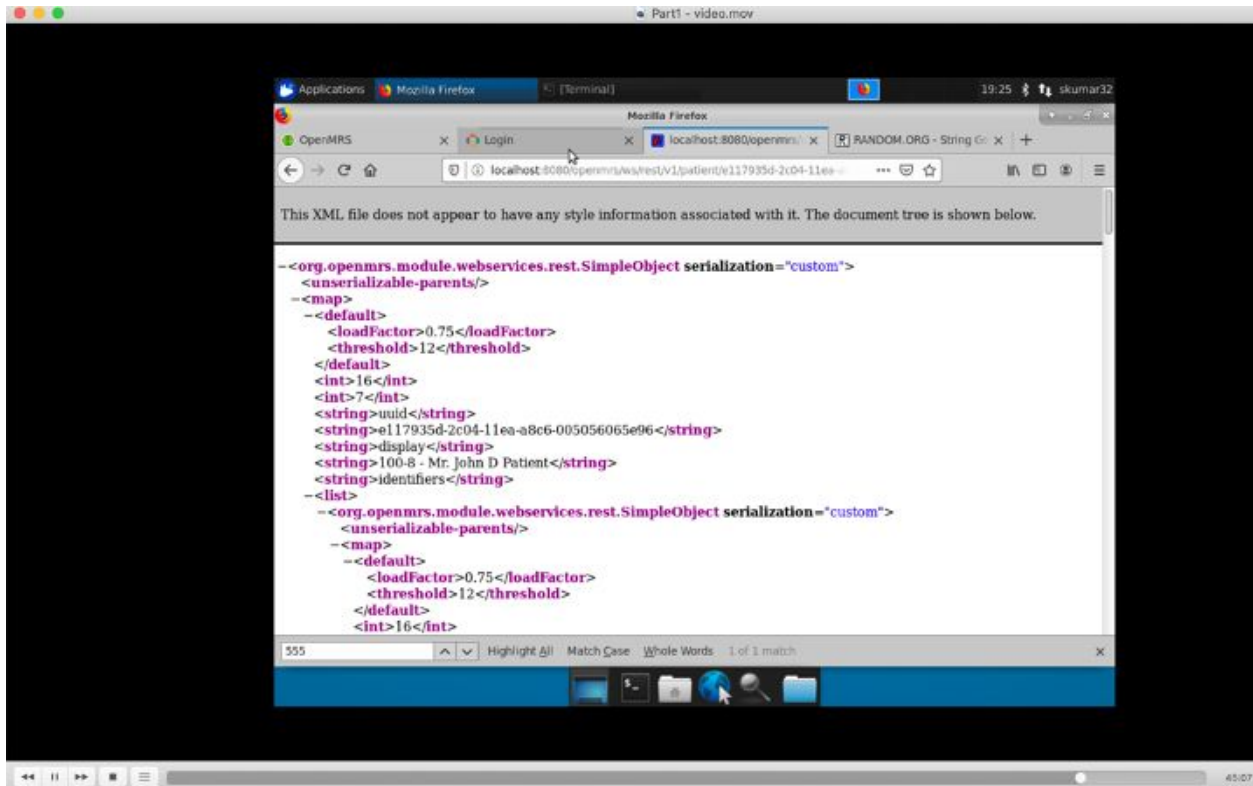 Part1 - video.mov
Applications Mozilla Firefox [Terminal] 19:25 skumar32
Mozilla Firefox
OpenMRS Login localhost:8080/openmrs/ RANDOM.ORG - String Ge
localhost:8080/openmrs/ws/rest/v1/patient/e117935d-2c04-11ea-
This XML file does not appear to have any style information associated with it. The document tree is shown below.
−<org.openmrs.module.webservices.rest.SimpleObject serialization="custom">
<unserializable-parents/>
−<map>
−<default>
<loadFactor>0.75</loadFactor>
<threshold>12</threshold>
</default>
<int>16</int>
<int>7</int>
<string>uuid</string>
<string>e117935d-2c04-11ea-a8c6-005056065e96</string>
<string>display</string>
<string>100-8 - Mr. John D Patient</string>
<string>identifiers</string>
−<list>
−<org.openmrs.module.webservices.rest.SimpleObject serialization="custom">
<unserializable-parents/>
−<map>
−<default>
<loadFactor>0.75</loadFactor>
<threshold>12</threshold>
</default>
<int>16</int>
555 Highlight All Match Case Whole Words 1 of 1 match
45:07